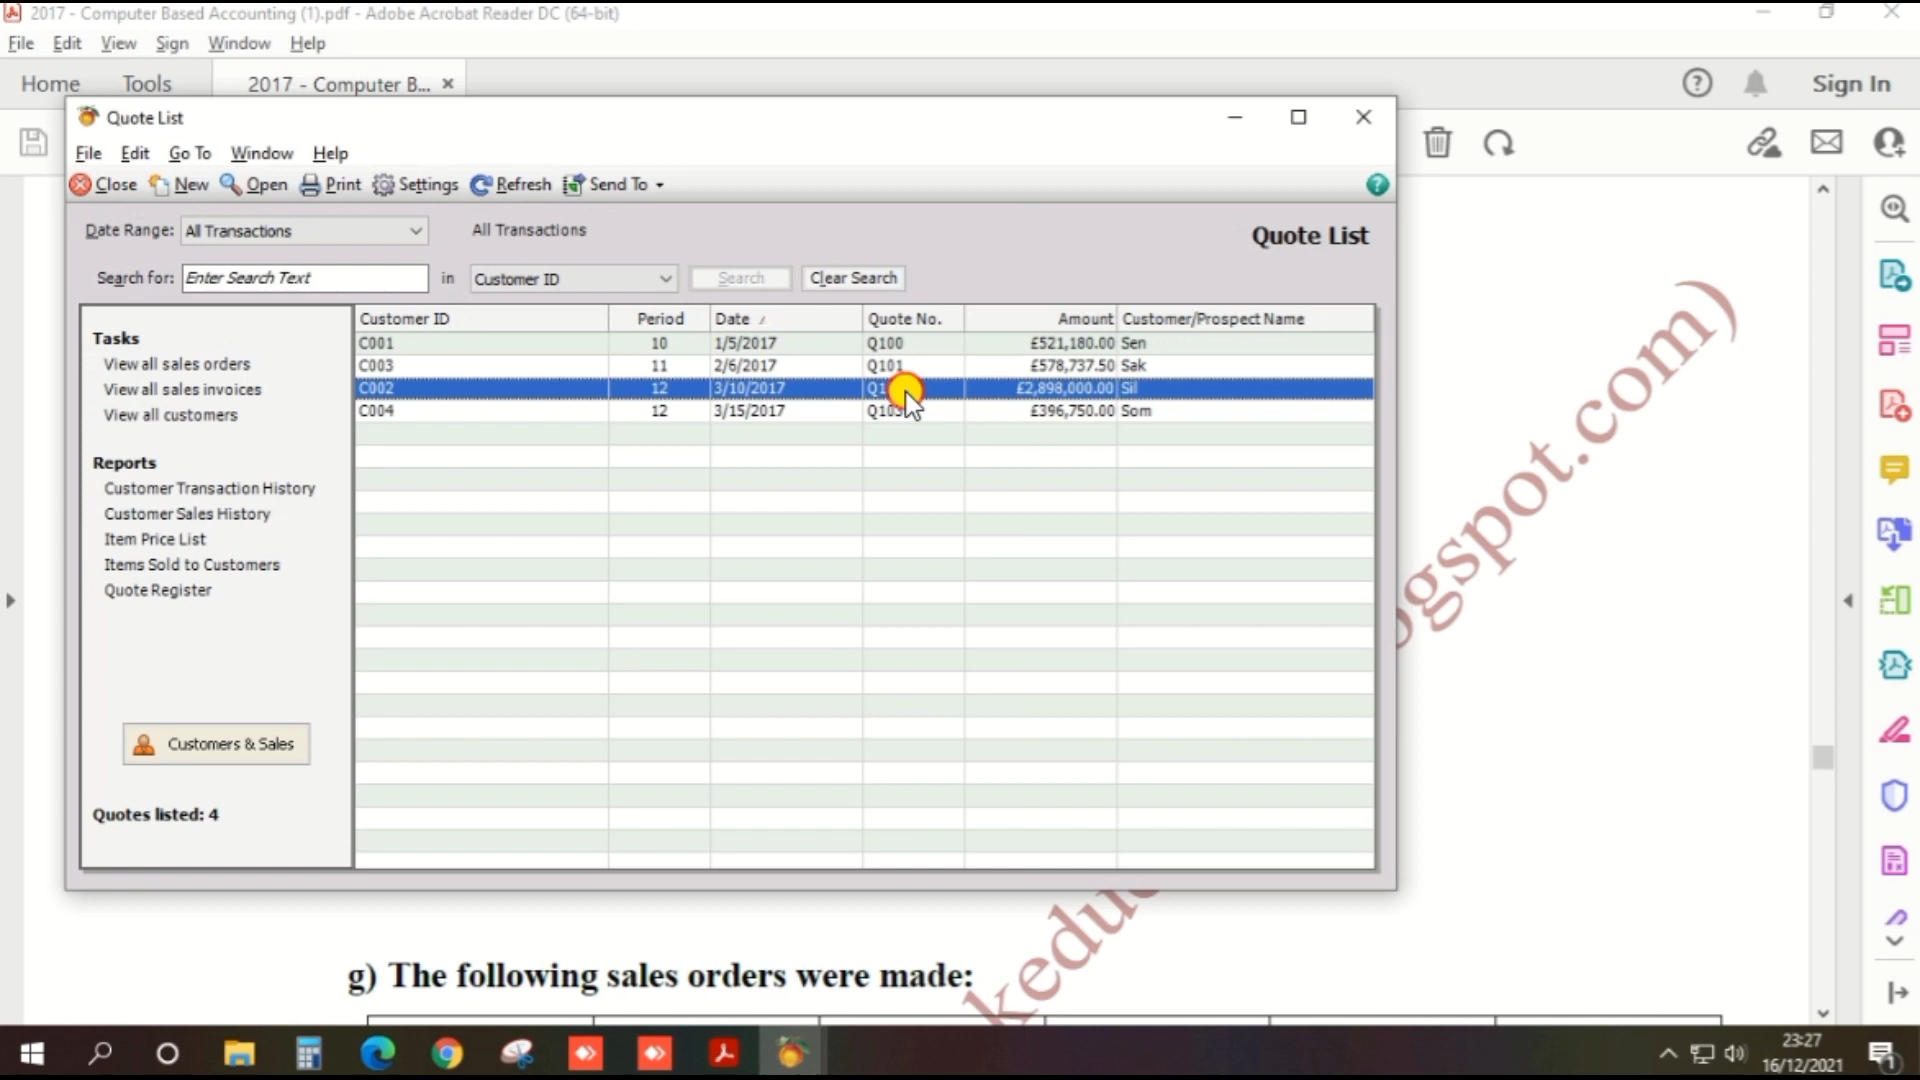 2017 - Computer Based Accounting (1).pdf - Adobe Acrobat Reader DC (64-bit)
File Edit View Sign Window Help
Home Tools 2017 - Computer B... × Sign In
Quote List
File Edit Go To Window Help
Close New Open Print Settings Refresh Send To
Date Range: All Transactions All Transactions
Quote List
Search for: Enter Search Text in Customer ID Search Clear Search
Customer ID Period Date Quote No. Amount Customer/Prospect Name
C001 10 1/5/2017 Q100 £521,180.00 Sen
C003 11 2/6/2017 Q101 £578,737.50 Sak
C002 12 3/10/2017 £2,898,000.00 Sil
C004 12 3/15/2017 Q103 £396,750.00 Som
Tasks
View all sales orders
View all sales invoices
View all customers
Reports
Customer Transaction History
Customer Sales History
Item Price List
Items Sold to Customers
Quote Register
Customers & Sales
Quotes listed: 4
ogspot.com)
g) The following sales orders were made:
23:27
16/12/2021
1